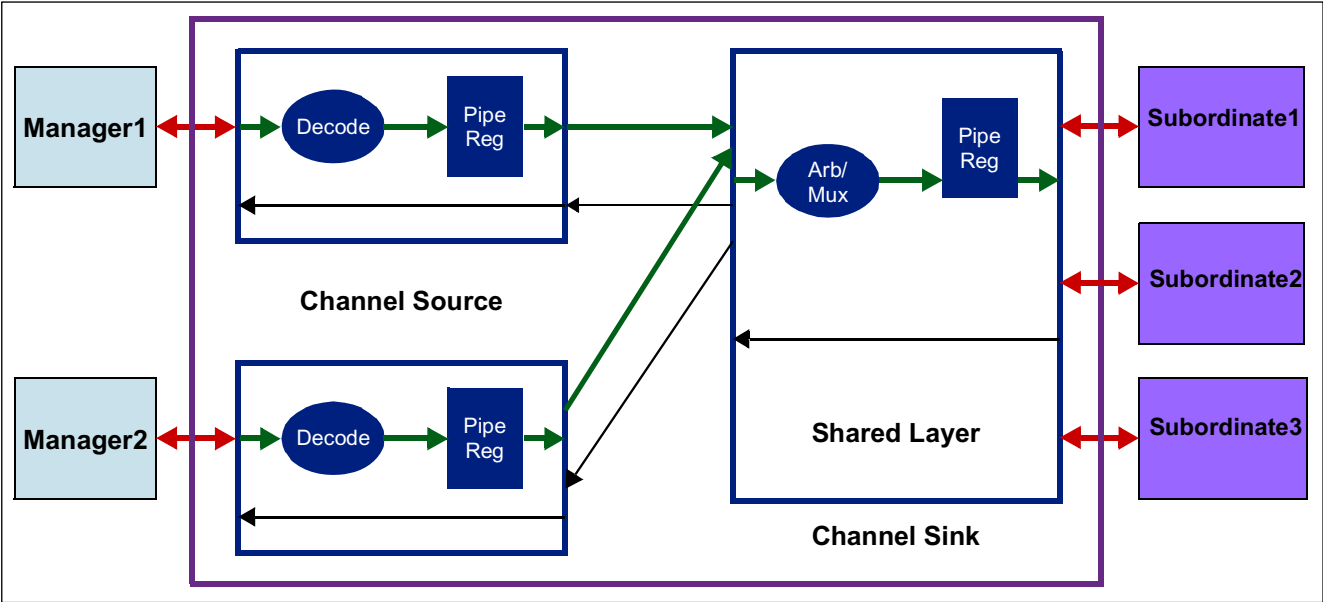 Manager1
Decode
Pipe
Reg
Channel Source
Manager2
Decode
Pipe
Reg
Arb/
Mux
Pipe
Reg
Shared Layer
Channel Sink
Subordinate1
Subordinate2
Subordinate3